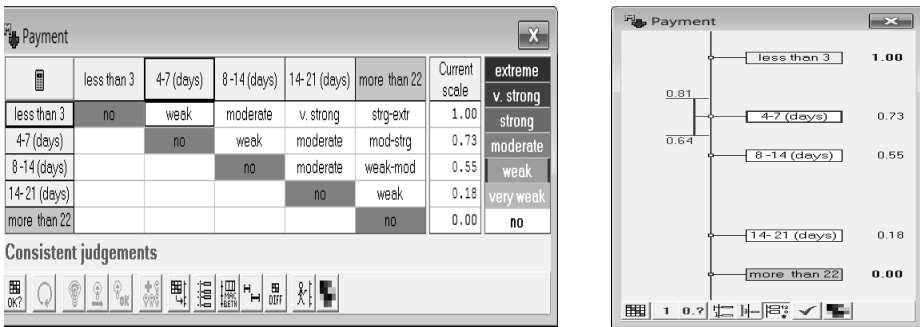 Payment
less than 3 4-7 (days) 8-14 (days) 14-21 (days) more than 22 Current scale extreme
v. strong
less than 3 no weak moderate v. strong strg-extr 1.00 strong
4-7 (days) no weak moderate mod-strg 0.73 moderate
8-14 (days) no moderate weak-mod 0.55 weak
14-21 (days) no weak 0.18 very weak
more than 22 no 0.00 no
Consistent judgements
OK? OK MAC BETH DIFF
Payment
less than 3 1.00
0.81
4-7 (days) 0.73
0.64
8-14 (days) 0.55
14-21 (days) 0.18
more than 22 0.00
1 0.?